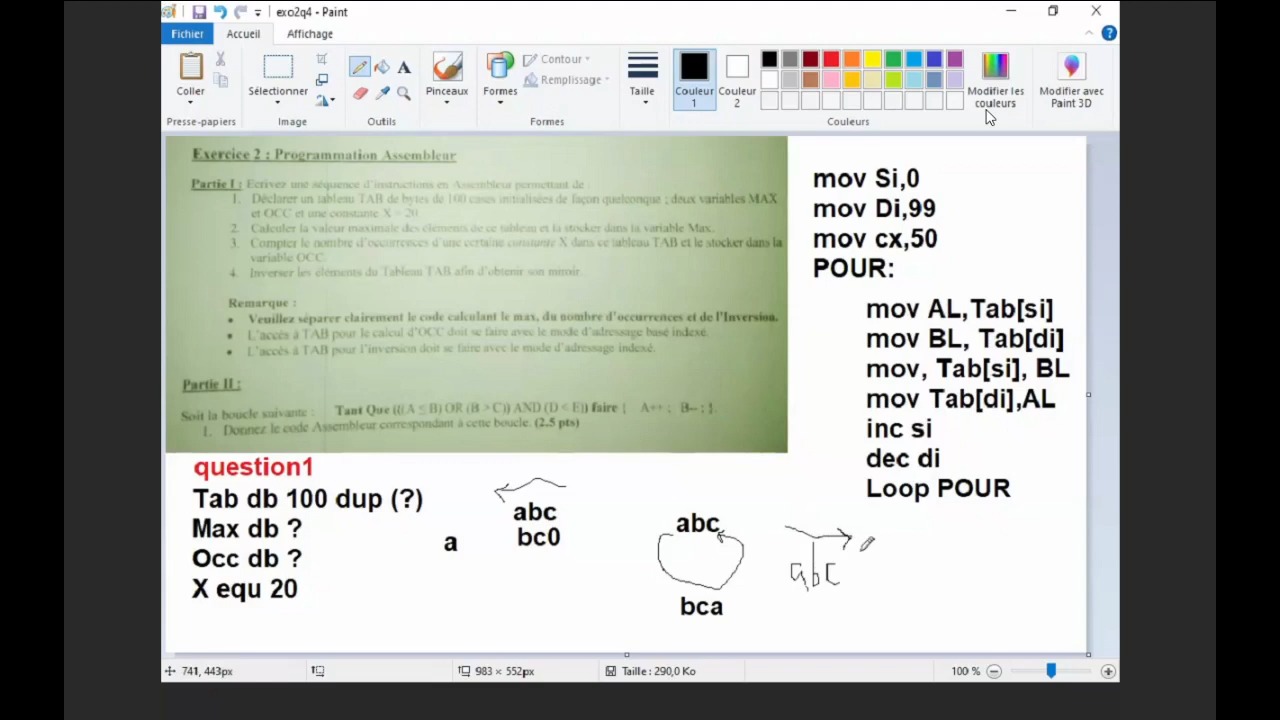 exo2q4 - Paint
Fichier Accueil Affichage
Coller
Sélectionner
Pinceaux
Formes
Contour
Remplissage
Taille
Couleur 1
Couleur 2
Modifier les couleurs
Modifier avec Paint 3D
Presse-papiers Image Outils Formes Couleurs
Exercice 2 : Programmation Assembleur
Partie I : Ecrivez une séquence d'instructions en Assembleur permettant de :
1. Déclarer un tableau TAB de bytes de 100 cases initialisées de façon quelconque ; deux variables MAX
et OCC et une constante X = 20
2. Calculer la valeur maximale des éléments de ce tableau et la stocker dans la variable Max.
3. Compter le nombre d'occurrences d'une certaine constante X dans ce tableau TAB et le stocker dans la
variable OCC.
4. Inverser les éléments du Tableau TAB afin d'obtenir son miroir.
Remarque :
• Veuillez séparer clairement le code calculant le max, du nombre d'occurrences et de l'Inversion.
• L'accès à TAB pour le calcul d'OCC doit se faire avec le mode d'adressage basé indexé.
• L'accès à TAB pour l'inversion doit se faire avec le mode d'adressage indexé.
Partie II :
Soit la boucle suivante : Tant Que (((A ≤ B) OR (B > C)) AND (D < E)) faire { A++ ; B-- ; }.
1. Donnez le code Assembleur correspondant à cette boucle. (2.5 pts)
mov Si,0
mov Di,99
mov cx,50
POUR:
mov AL,Tab[si]
mov BL, Tab[di]
mov, Tab[si], BL
mov Tab[di],AL
inc si
dec di
Loop POUR
question1
Tab db 100 dup (?)
Max db ?
Occ db ?
X equ 20
a
abc
bc0
abc
bca
abc
741, 443px
983 × 552px
Taille : 290,0 Ko
100 %